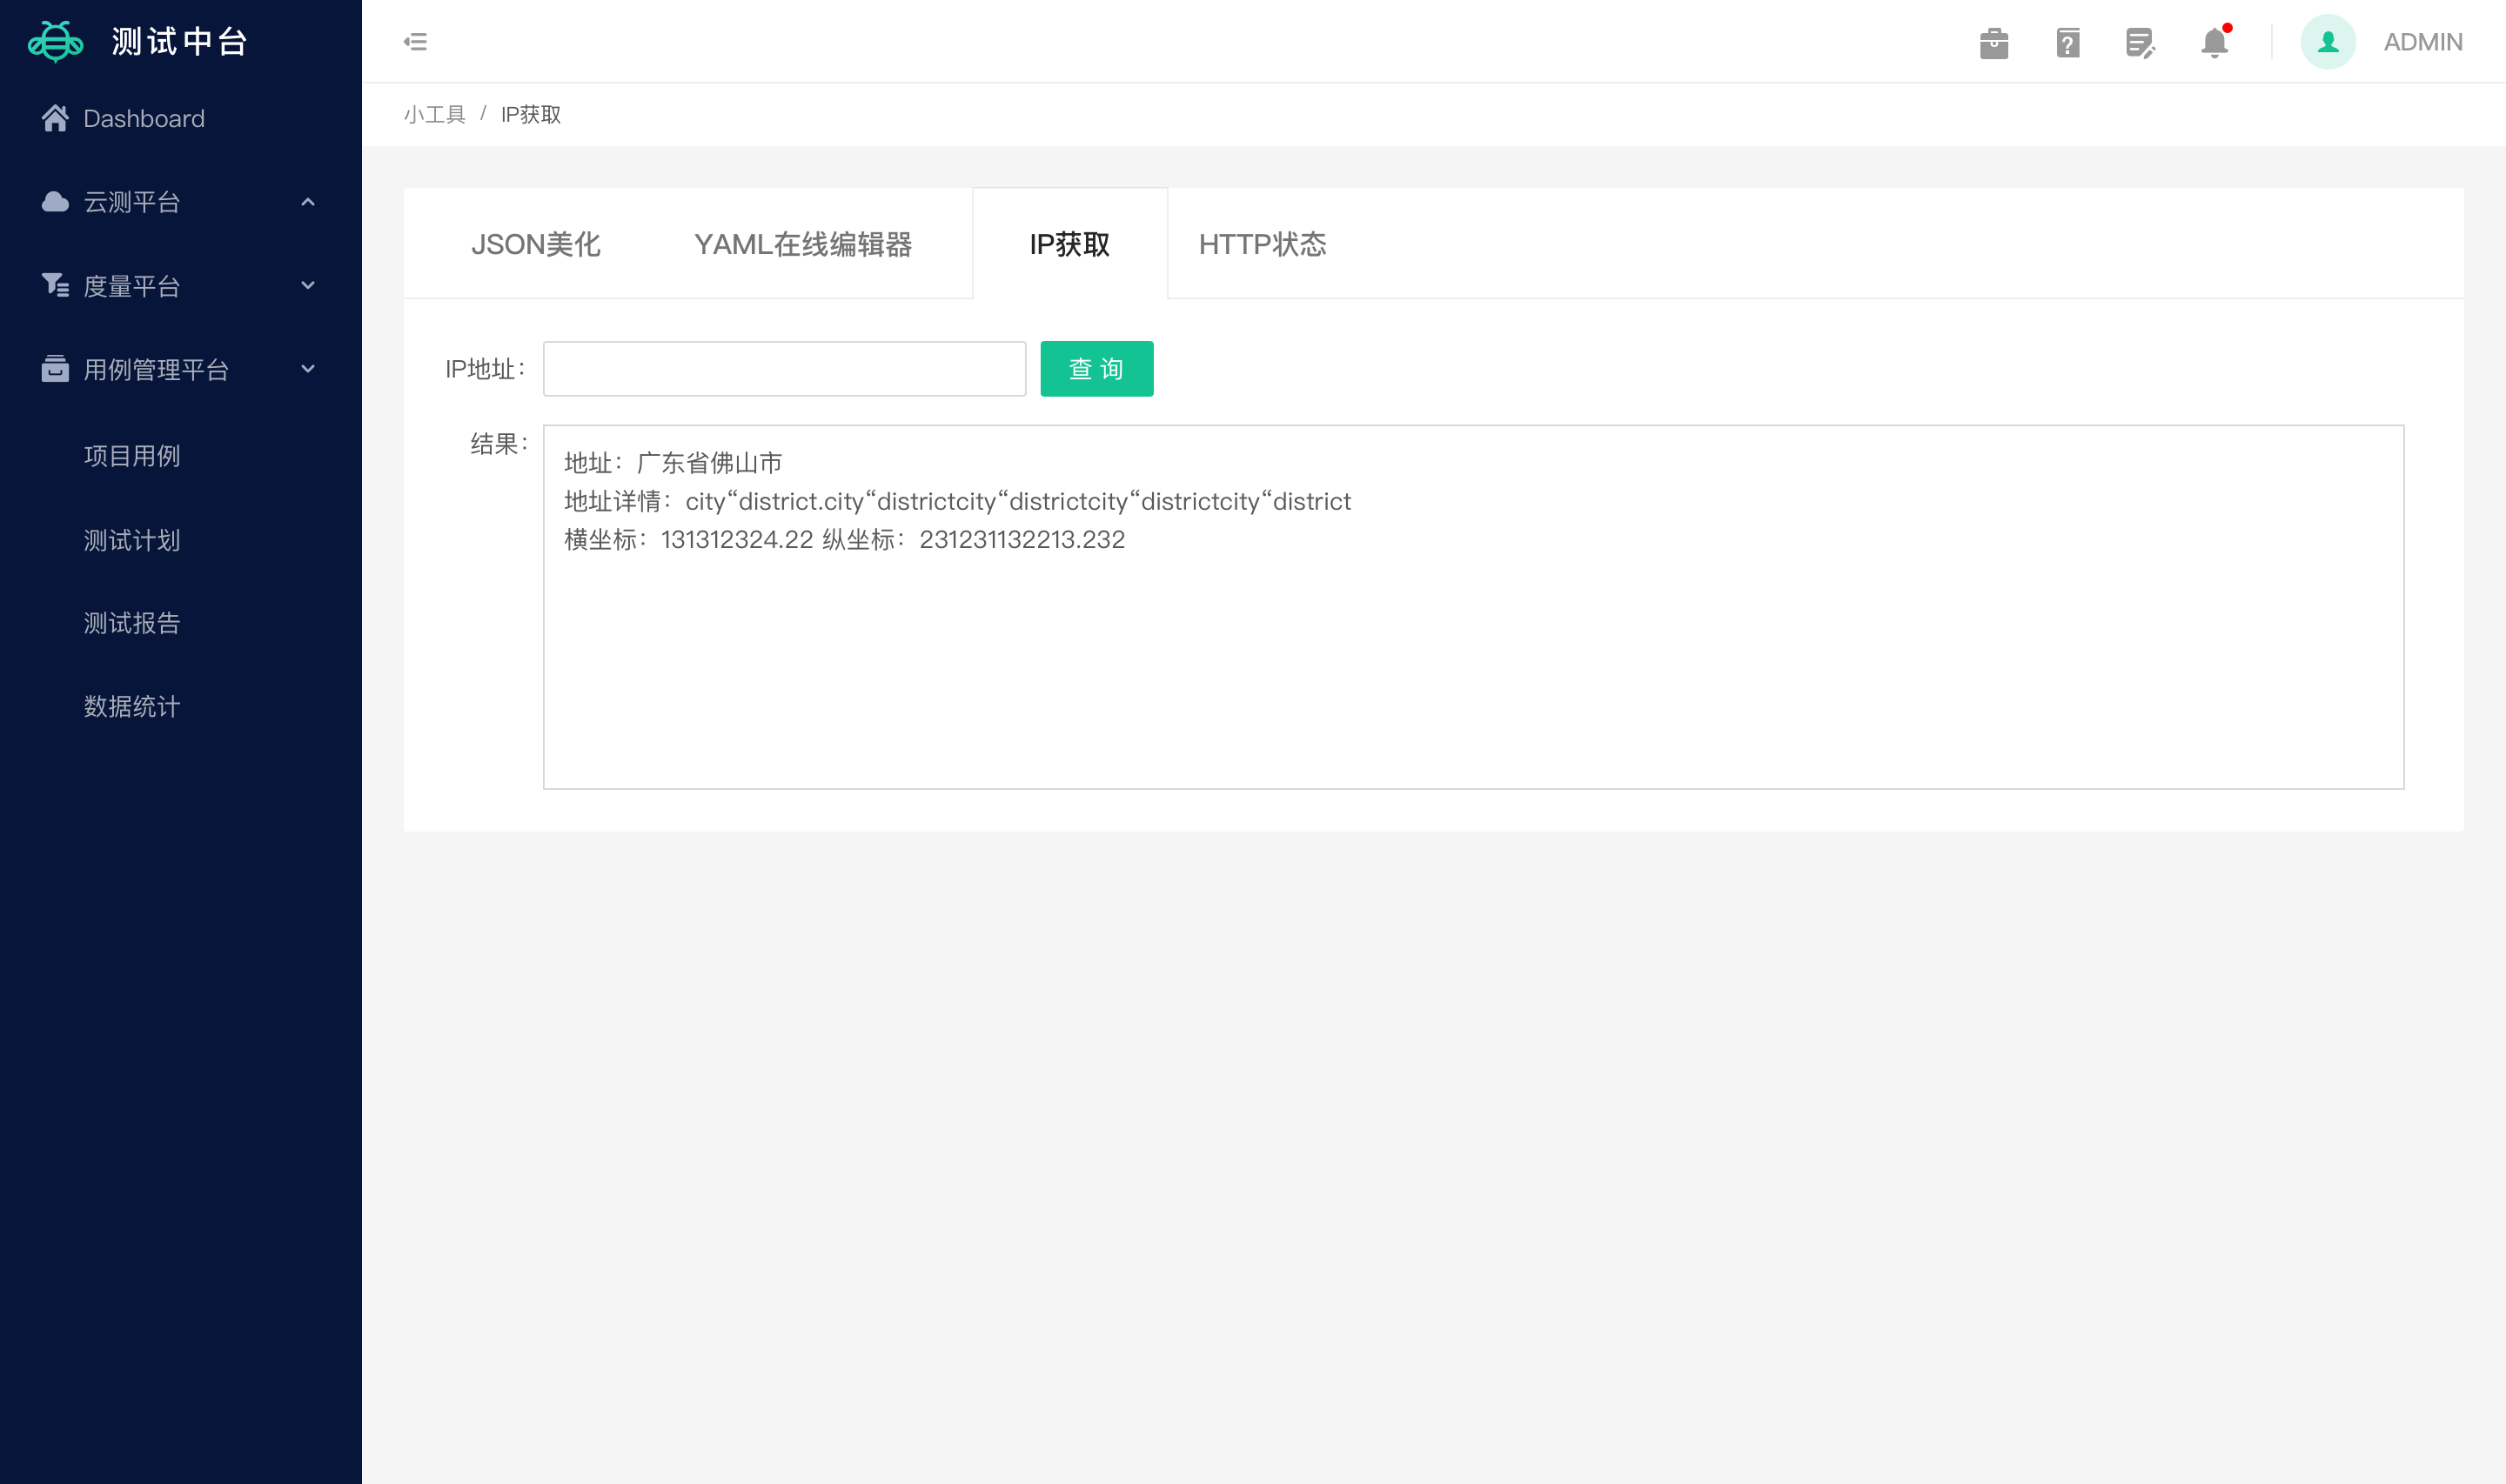 测试中台
ADMIN
Dashboard
小工具 / IP获取
云测平台
JSON美化
YAML在线编辑器
IP获取
HTTP状态
度量平台
用例管理平台
IP地址：
查 询
结果：
地址：广东省佛山市
地址详情：city“district.city“districtcity“districtcity“districtcity“district
横坐标：131312324.22 纵坐标：231231132213.232
项目用例
测试计划
测试报告
数据统计